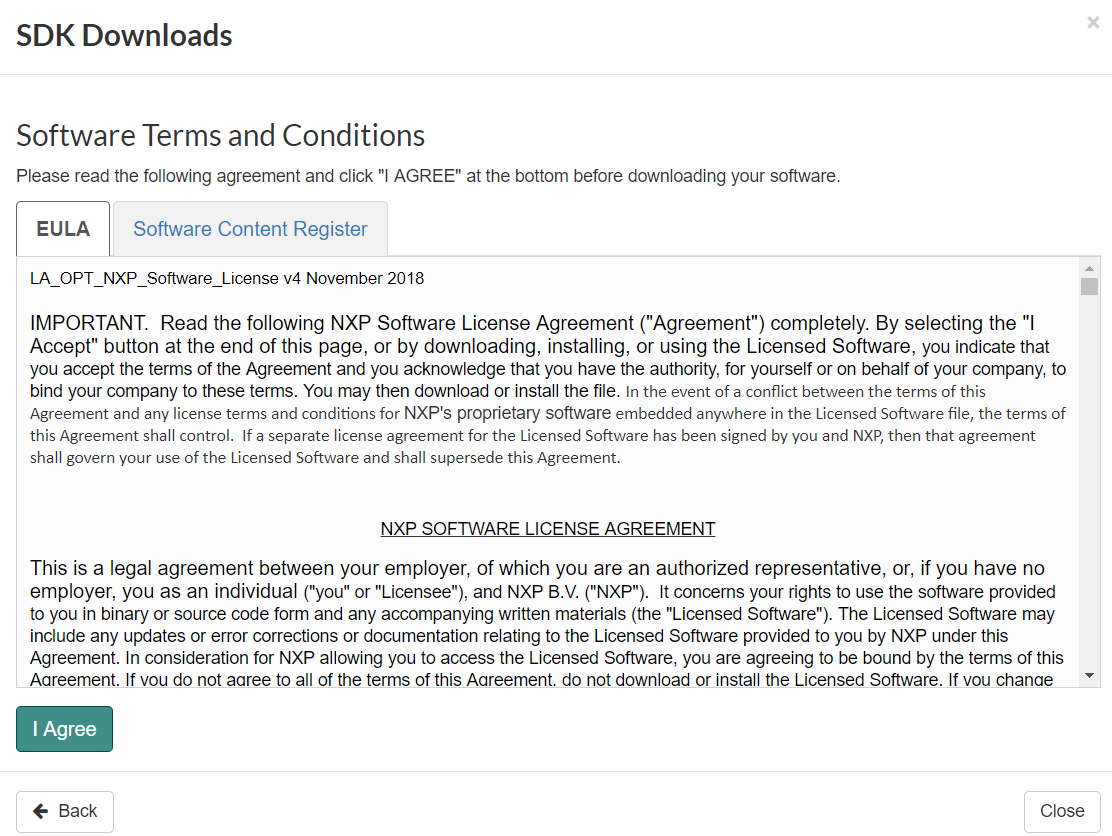 SDK Downloads
×
Software Terms and Conditions
Please read the following agreement and click "I AGREE" at the bottom before downloading your software.
EULA
Software Content Register
LA_OPT_NXP_Software_License v4 November 2018
IMPORTANT.  Read the following NXP Software License Agreement ("Agreement") completely. By selecting the "I
Accept" button at the end of this page, or by downloading, installing, or using the Licensed Software, you indicate that
you accept the terms of the Agreement and you acknowledge that you have the authority, for yourself or on behalf of your company, to
bind your company to these terms. You may then download or install the file. In the event of a conflict between the terms of this
Agreement and any license terms and conditions for NXP's proprietary software embedded anywhere in the Licensed Software file, the terms of
this Agreement shall control.  If a separate license agreement for the Licensed Software has been signed by you and NXP, then that agreement
shall govern your use of the Licensed Software and shall supersede this Agreement.
NXP SOFTWARE LICENSE AGREEMENT
This is a legal agreement between your employer, of which you are an authorized representative, or, if you have no
employer, you as an individual ("you" or "Licensee"), and NXP B.V. ("NXP").  It concerns your rights to use the software provided
to you in binary or source code form and any accompanying written materials (the "Licensed Software"). The Licensed Software may
include any updates or error corrections or documentation relating to the Licensed Software provided to you by NXP under this
Agreement. In consideration for NXP allowing you to access the Licensed Software, you are agreeing to be bound by the terms of this
Agreement. If you do not agree to all of the terms of this Agreement, do not download or install the Licensed Software. If you change
I Agree
Back
Close